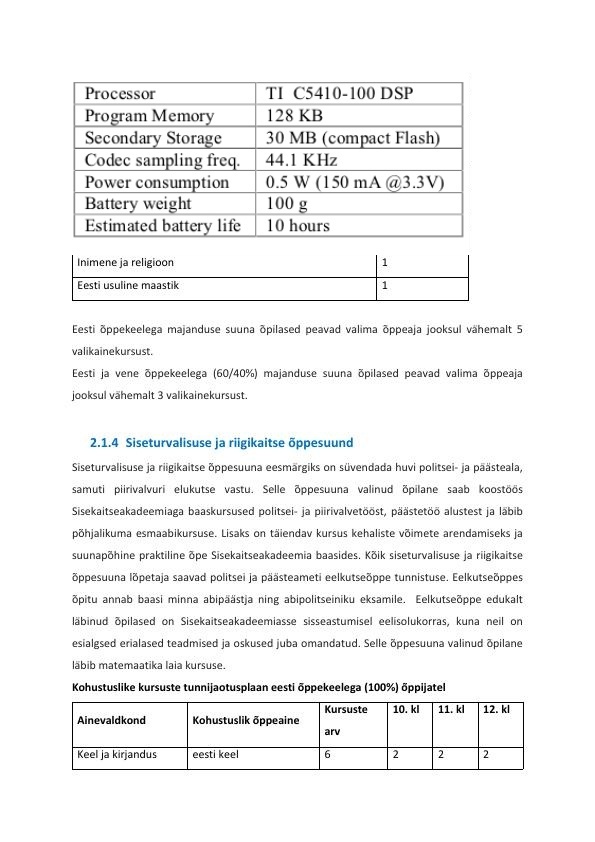 Processor TI C5410-100 DSP
Program Memory 128 KB
Secondary Storage 30 MB (compact Flash)
Codec sampling freq. 44.1 KHz
Power consumption 0.5 W (150 mA @3.3V)
Battery weight 100 g
Estimated battery life 10 hours
Inimene ja religioon 1
Eesti usuline maastik 1
Eesti õppekeelega majanduse suuna õpilased peavad valima õppeaja jooksul vähemalt 5
valikainekursust.
Eesti ja vene õppekeelega (60/40%) majanduse suuna õpilased peavad valima õppeaja
jooksul vähemalt 3 valikainekursust.
2.1.4 Siseturvalisuse ja riigikaitse õppesuund
Siseturvalisuse ja riigikaitse õppesuuna eesmärgiks on süvendada huvi politsei- ja päästeala,
samuti piirivalvuri elukutse vastu. Selle õppesuuna valinud õpilane saab koostöös
Sisekaitseakadeemiaga baaskursused politsei- ja piirivalvetööst, päästetöö alustest ja läbib
põhjalikuma esmaabikursuse. Lisaks on täiendav kursus kehaliste võimete arendamiseks ja
suunapõhine praktiline õpe Sisekaitseakadeemia baasides. Kõik siseturvalisuse ja riigikaitse
õppesuuna lõpetaja saavad politsei ja päästeameti eelkutseõppe tunnistuse. Eelkutseõppes
õpitu annab baasi minna abipäästja ning abipolitseiniku eksamile. Eelkutseõppe edukalt
läbinud õpilased on Sisekaitseakadeemiasse sisseastumisel eelisolukorras, kuna neil on
esialgsed erialased teadmised ja oskused juba omandatud. Selle õppesuuna valinud õpilane
läbib matemaatika laia kursuse.
Kohustuslike kursuste tunnijaotusplaan eesti õppekeelega (100%) õppijatel
Ainevaldkond Kohustuslik õppeaine Kursuste arv 10. kl 11. kl 12. kl
Keel ja kirjandus eesti keel 6 2 2 2